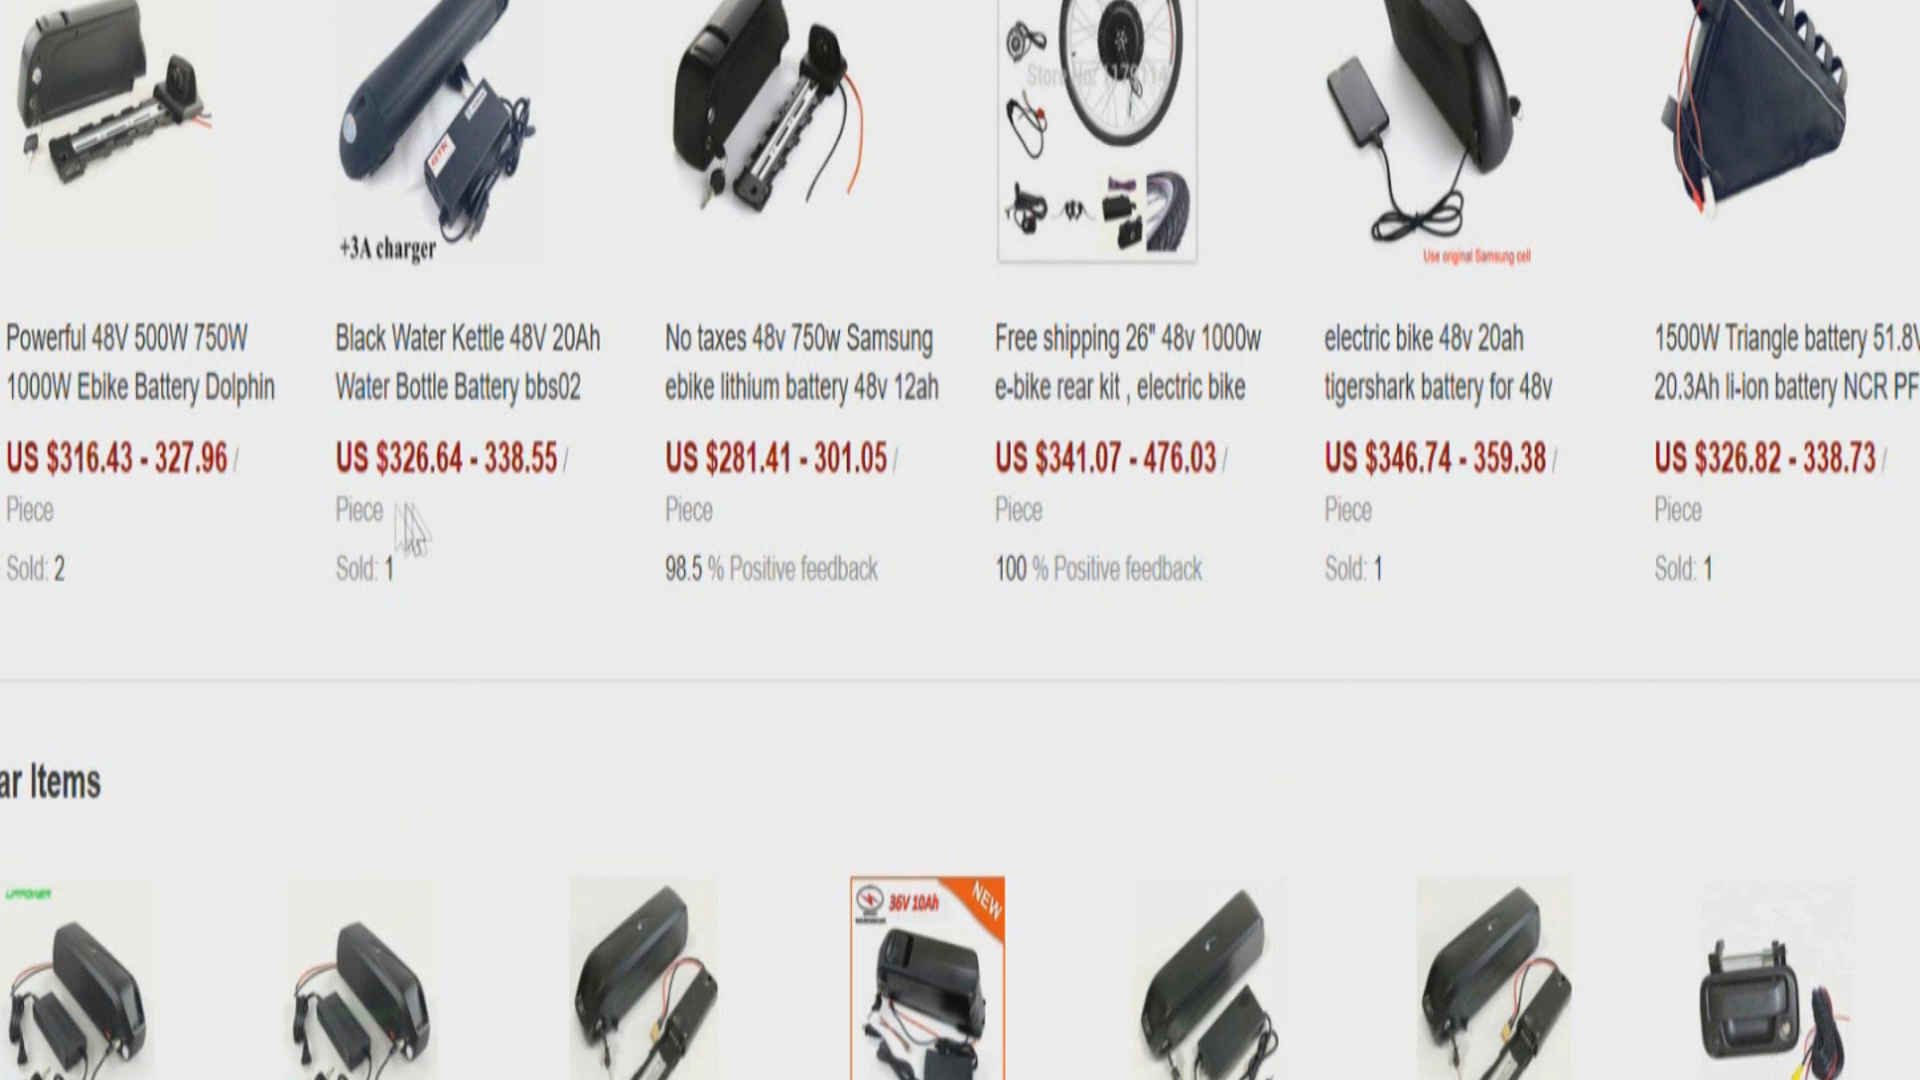 Store No: 1179114
+3A charger
GTK
Use original Samsung cell
Powerful 48V 500W 750W
1000W Ebike Battery Dolphin
US $316.43 - 327.96 /
Piece
Sold: 2
Black Water Kettle 48V 20Ah
Water Bottle Battery bbs02
US $326.64 - 338.55 /
Piece
Sold: 1
No taxes 48v 750w Samsung
ebike lithium battery 48v 12ah
US $281.41 - 301.05 /
Piece
98.5 % Positive feedback
Free shipping 26" 48v 1000w
e-bike rear kit , electric bike
US $341.07 - 476.03 /
Piece
100 % Positive feedback
electric bike 48v 20ah
tigershark battery for 48v
US $346.74 - 359.38 /
Piece
Sold: 1
1500W Triangle battery 51.8V
20.3Ah li-ion battery NCR PF
US $326.82 - 338.73 /
Piece
Sold: 1
ar Items
36V 10Ah
NEW